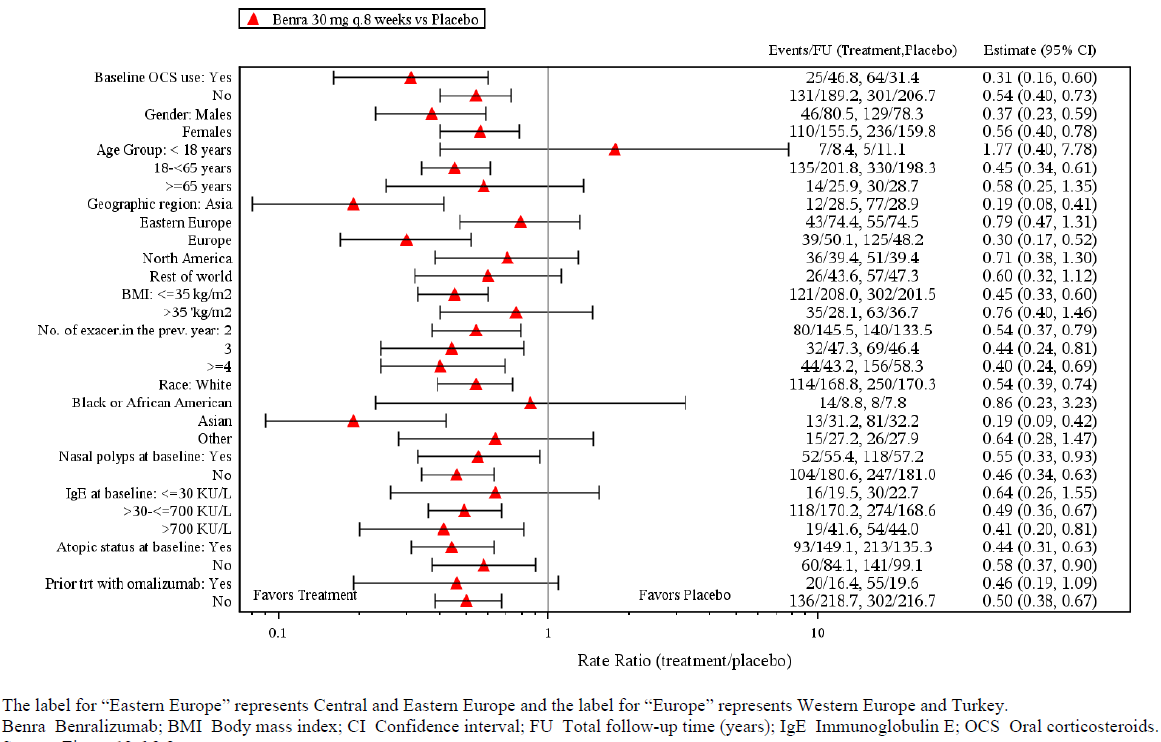 Benra 30 mg q.8 weeks vs Placebo
Events/FU (Treatment,Placebo) Estimate (95% CI)
Baseline OCS use: Yes 25/46.8, 64/31.4 0.31 (0.16, 0.60)
No 131/189.2, 301/206.7 0.54 (0.40, 0.73)
Gender: Males 46/80.5, 129/78.3 0.37 (0.23, 0.59)
Females 110/155.5, 236/159.8 0.56 (0.40, 0.78)
Age Group: < 18 years 7/8.4, 5/11.1 1.77 (0.40, 7.78)
18-<65 years 135/201.8, 330/198.3 0.45 (0.34, 0.61)
>=65 years 14/25.9, 30/28.7 0.58 (0.25, 1.35)
Geographic region: Asia 12/28.5, 77/28.9 0.19 (0.08, 0.41)
Eastern Europe 43/74.4, 55/74.5 0.79 (0.47, 1.31)
Europe 39/50.1, 125/48.2 0.30 (0.17, 0.52)
North America 36/39.4, 51/39.4 0.71 (0.38, 1.30)
Rest of world 26/43.6, 57/47.3 0.60 (0.32, 1.12)
BMI: <=35 kg/m2 121/208.0, 302/201.5 0.45 (0.33, 0.60)
>35 'kg/m2 35/28.1, 63/36.7 0.76 (0.40, 1.46)
No. of exacer.in the prev. year: 2 80/145.5, 140/133.5 0.54 (0.37, 0.79)
3 32/47.3, 69/46.4 0.44 (0.24, 0.81)
>=4 44/43.2, 156/58.3 0.40 (0.24, 0.69)
Race: White 114/168.8, 250/170.3 0.54 (0.39, 0.74)
Black or African American 14/8.8, 8/7.8 0.86 (0.23, 3.23)
Asian 13/31.2, 81/32.2 0.19 (0.09, 0.42)
Other 15/27.2, 26/27.9 0.64 (0.28, 1.47)
Nasal polyps at baseline: Yes 52/55.4, 118/57.2 0.55 (0.33, 0.93)
No 104/180.6, 247/181.0 0.46 (0.34, 0.63)
IgE at baseline: <=30 KU/L 16/19.5, 30/22.7 0.64 (0.26, 1.55)
>30-<=700 KU/L 118/170.2, 274/168.6 0.49 (0.36, 0.67)
>700 KU/L 19/41.6, 54/44.0 0.41 (0.20, 0.81)
Atopic status at baseline: Yes 93/149.1, 213/135.3 0.44 (0.31, 0.63)
No 60/84.1, 141/99.1 0.58 (0.37, 0.90)
Prior trt with omalizumab: Yes 20/16.4, 55/19.6 0.46 (0.19, 1.09)
No Favors Treatment Favors Placebo 136/218.7, 302/216.7 0.50 (0.38, 0.67)
0.1 1 10
Rate Ratio (treatment/placebo)
The label for “Eastern Europe” represents Central and Eastern Europe and the label for “Europe” represents Western Europe and Turkey.
Benra Benralizumab; BMI Body mass index; CI Confidence interval; FU Total follow-up time (years); IgE Immunoglobulin E; OCS Oral corticosteroids.